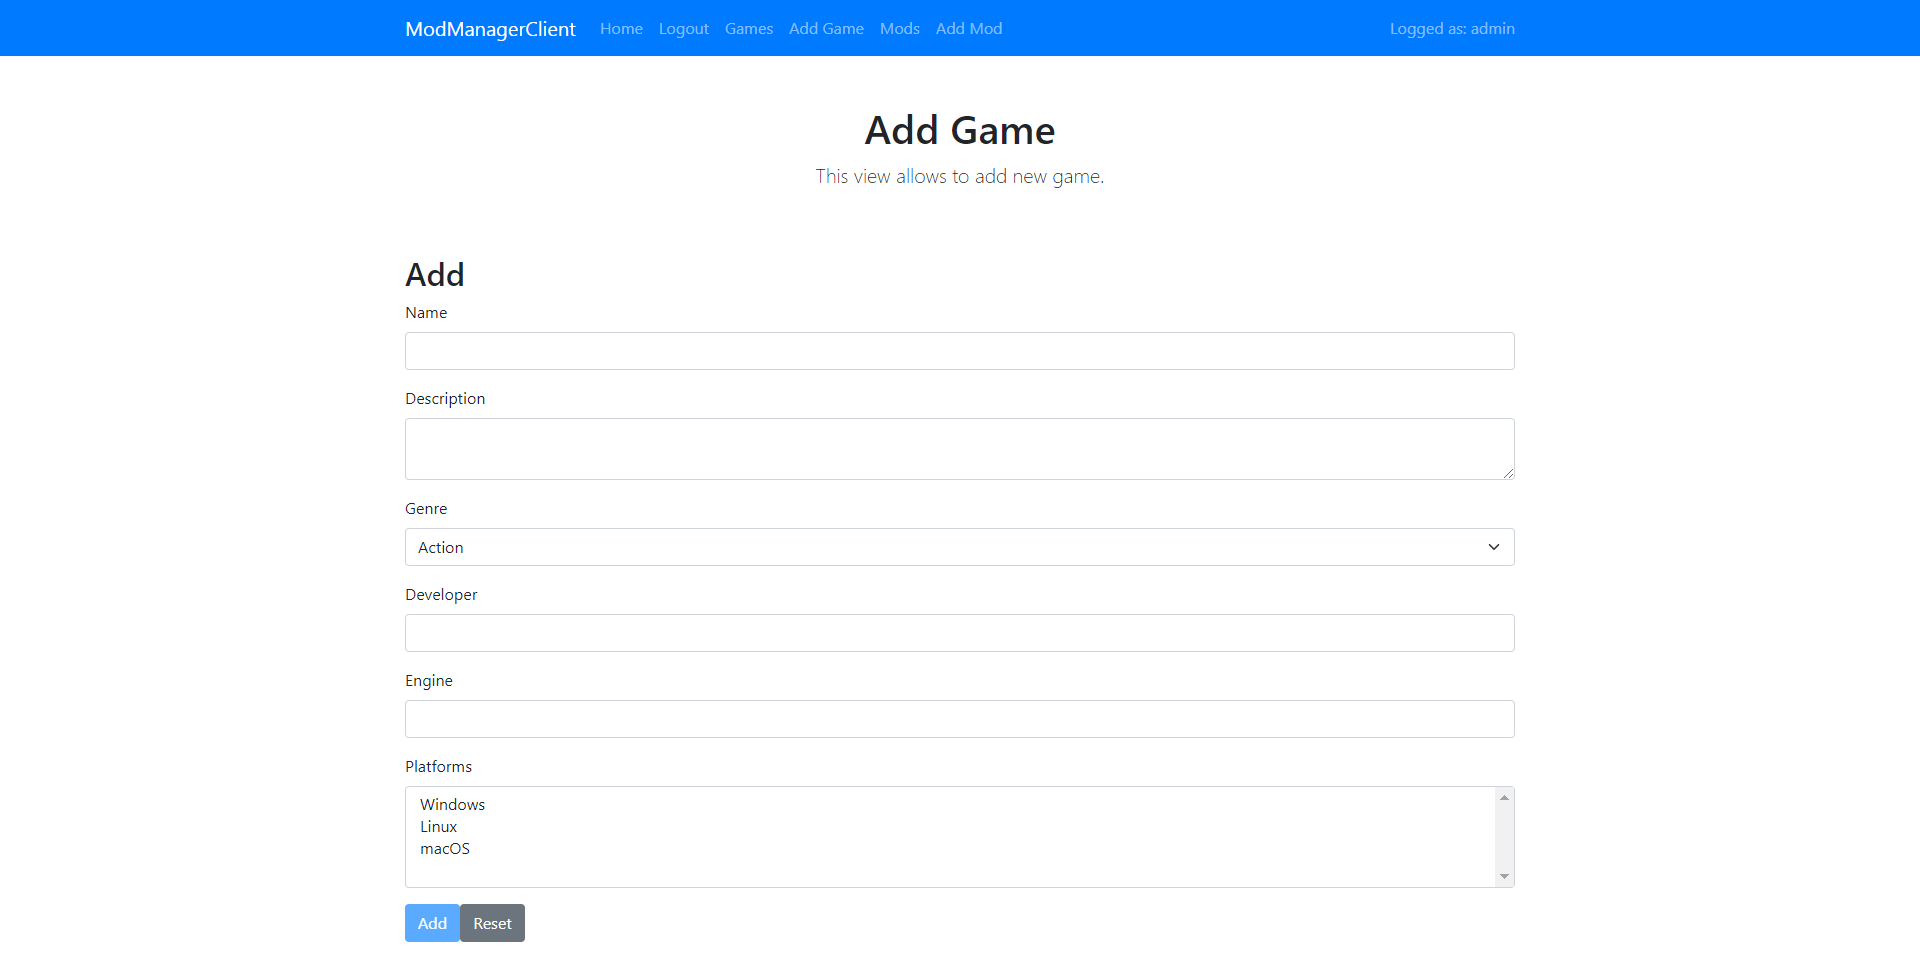 ModManagerClient Home Logout Games Add Game Mods Add Mod Logged as: admin
Add Game
This view allows to add new game.
Add
Name
Description
Genre
Action
Developer
Engine
Platforms
Windows
Linux
macOS
Add Reset